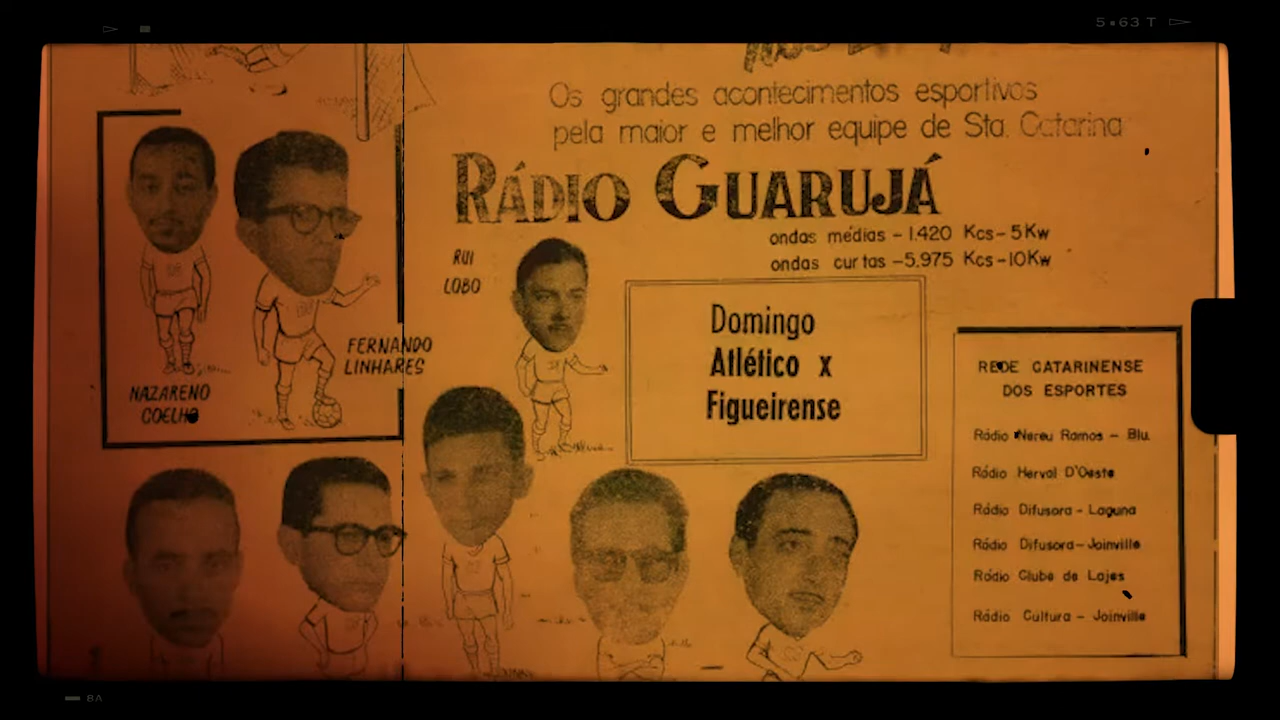 5•63 T
Os grandes acontecimentos esportivos
pela maior e melhor equipe de Sta. Catarina
RÁDIO GUARUJÁ
ondas médias - 1.420 Kcs - 5Kw
ondas curtas - 5.975 Kcs - 10Kw
RUI
LOBO
FERNANDO
LINHARES
NAZARENO
COELHO
Domingo
Atlético x
Figueirense
REDE CATARINENSE
DOS ESPORTES
Rádio Nereu Ramos - Blu.
Rádio Herval D'Oeste
Rádio Difusora - Laguna
Rádio Difusora - Joinville
Rádio Clube de Lajes
Rádio Cultura - Joinville
8A